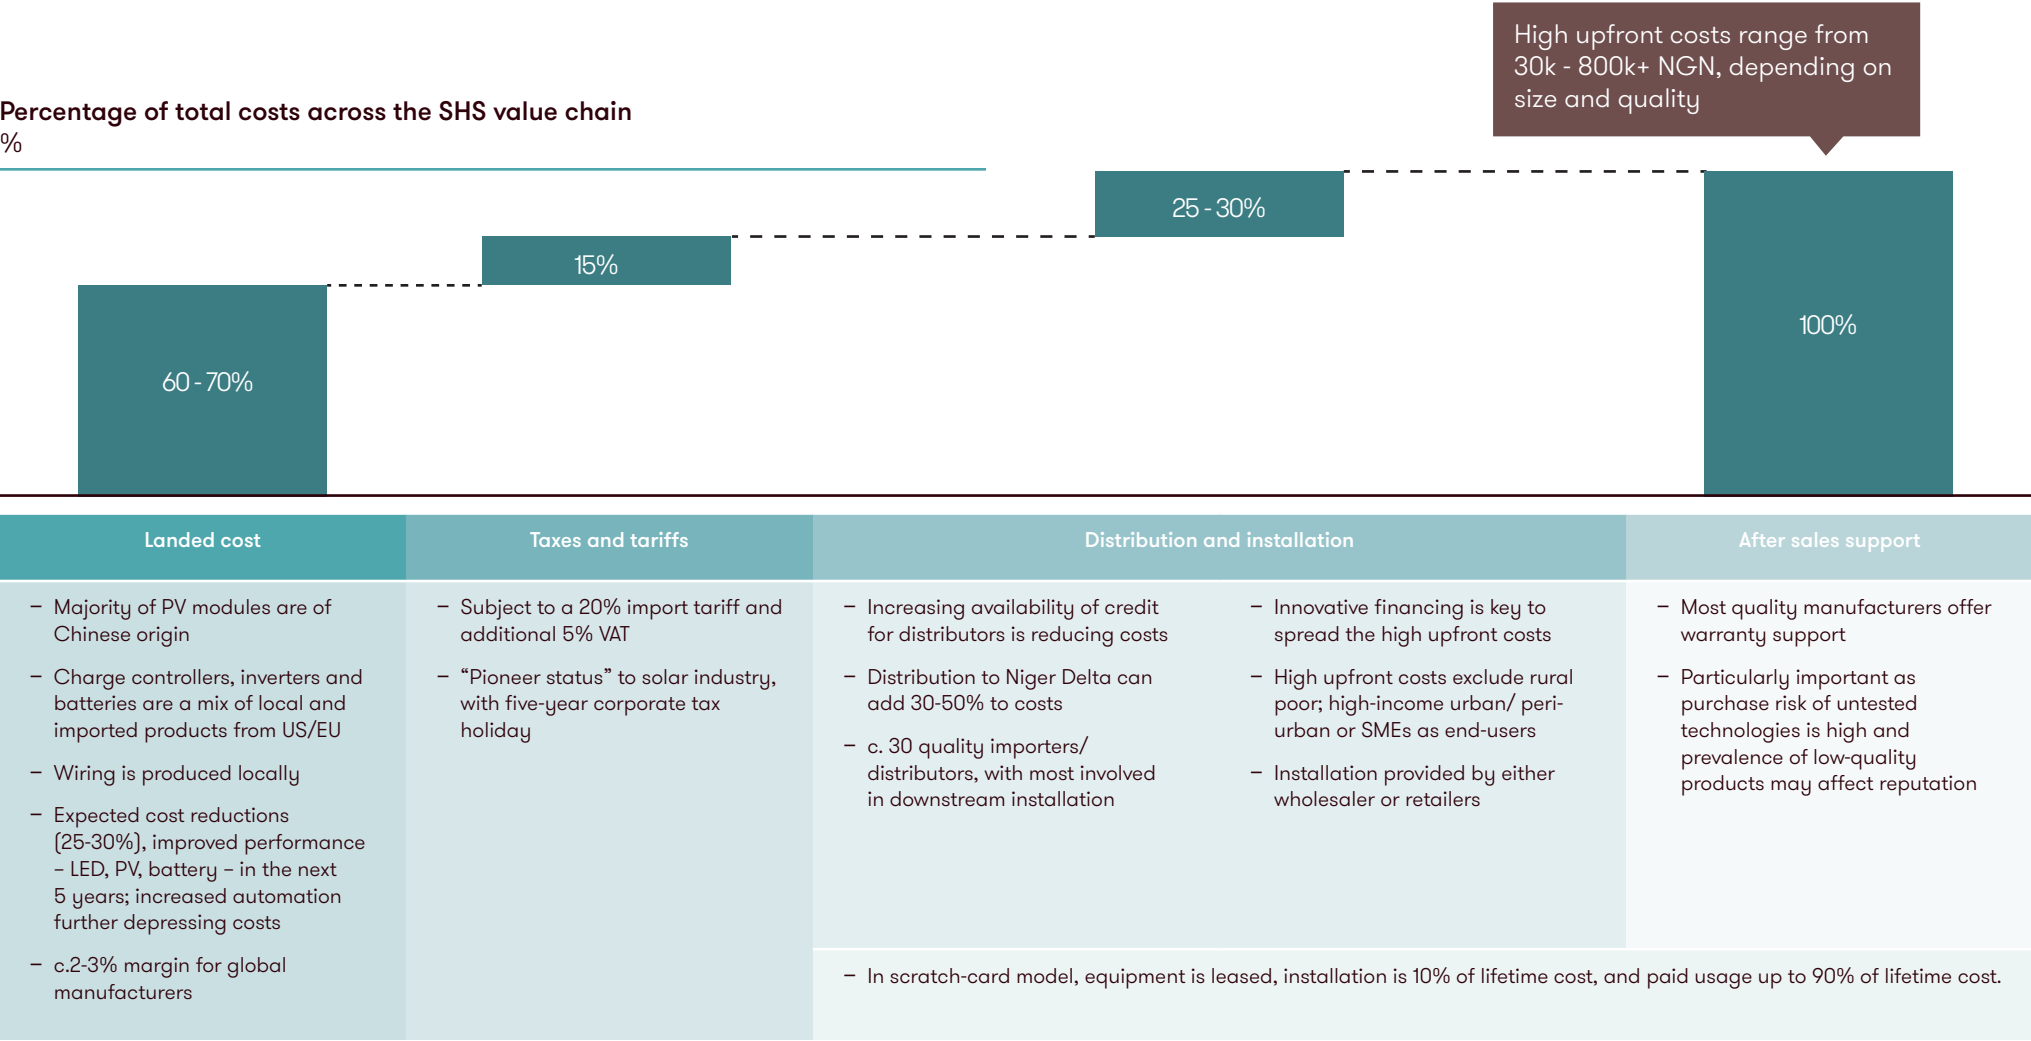 High upfront costs range from
30k - 800k+ NGN, depending on
size and quality
Percentage of total costs across the SHS value chain
%
60 - 70%
15%
25 - 30%
100%
Landed cost
– Majority of PV modules are of
Chinese origin
– Charge controllers, inverters and
batteries are a mix of local and
imported products from US/EU
– Wiring is produced locally
– Expected cost reductions
(25-30%), improved performance
– LED, PV, battery – in the next
5 years; increased automation
further depressing costs
– c.2-3% margin for global
manufacturers
Taxes and tariffs
– Subject to a 20% import tariff and
additional 5% VAT
– “Pioneer status” to solar industry,
with five-year corporate tax
holiday
Distribution and installation
– Increasing availability of credit
for distributors is reducing costs
– Distribution to Niger Delta can
add 30-50% to costs
– c. 30 quality importers/
distributors, with most involved
in downstream installation
– Innovative financing is key to
spread the high upfront costs
– High upfront costs exclude rural
poor; high-income urban/ peri-
urban or SMEs as end-users
– Installation provided by either
wholesaler or retailers
After sales support
– Most quality manufacturers offer
warranty support
– Particularly important as
purchase risk of untested
technologies is high and
prevalence of low-quality
products may affect reputation
– In scratch-card model, equipment is leased, installation is 10% of lifetime cost, and paid usage up to 90% of lifetime cost.